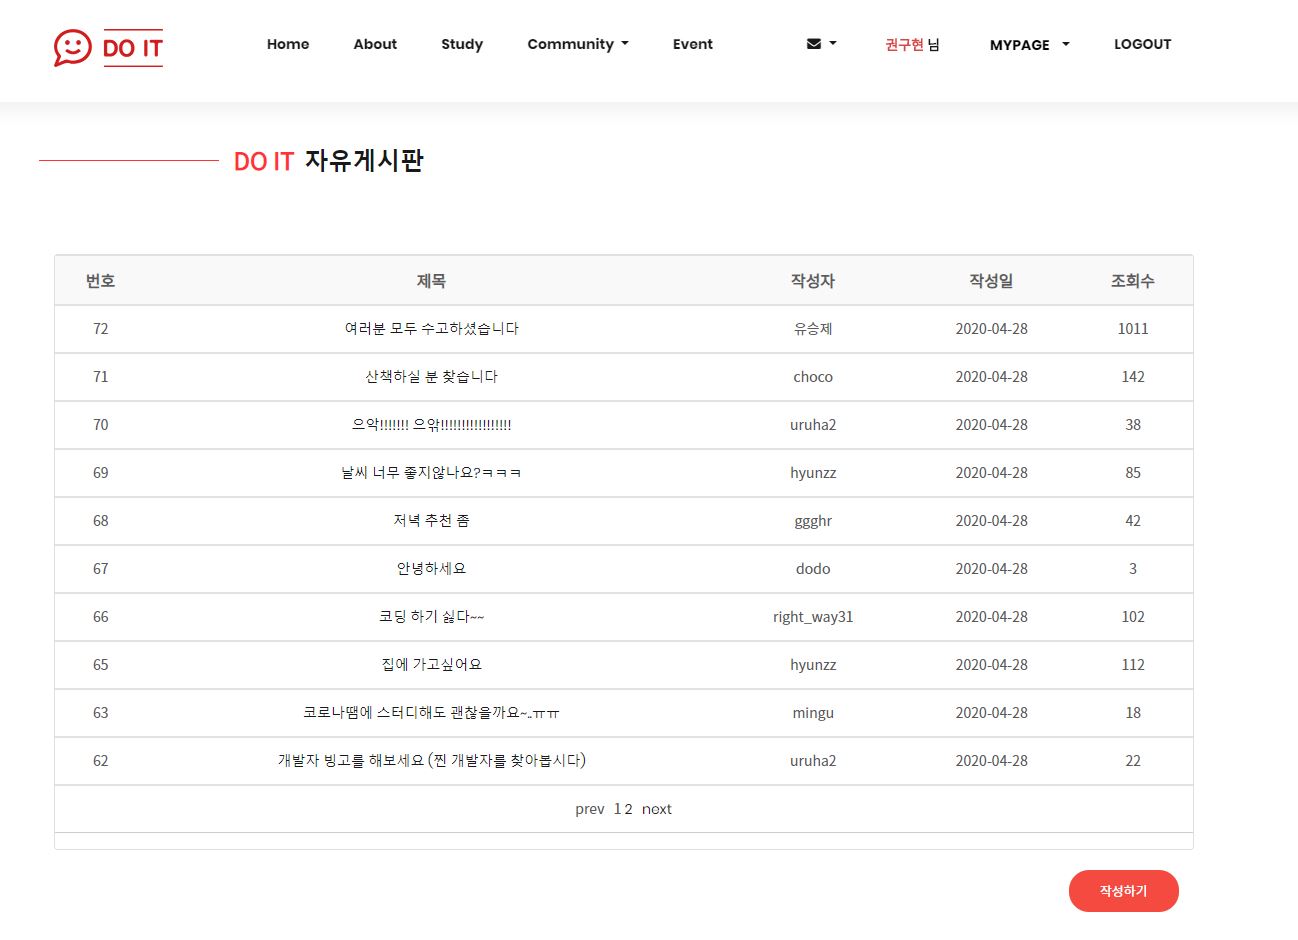 DO IT Home About Study Community Event 권구현 님 MYPAGE LOGOUT
DO IT 자유게시판
번호 제목 작성자 작성일 조회수
72 여러분 모두 수고하셨습니다 유승제 2020-04-28 1011
71 산책하실 분 찾습니다 choco 2020-04-28 142
70 으악!!!!!!! 으앆!!!!!!!!!!!!!!!!! uruha2 2020-04-28 38
69 날씨 너무 좋지않나요?ㅋㅋㅋ hyunzz 2020-04-28 85
68 저녁 추천 좀 ggghr 2020-04-28 42
67 안녕하세요 dodo 2020-04-28 3
66 코딩 하기 싫다~~ right_way31 2020-04-28 102
65 집에 가고싶어요 hyunzz 2020-04-28 112
63 코로나땜에 스터디해도 괜찮을까요~..ㅠㅠ mingu 2020-04-28 18
62 개발자 빙고를 해보세요 (찐 개발자를 찾아봅시다) uruha2 2020-04-28 22
prev 1 2 next
작성하기